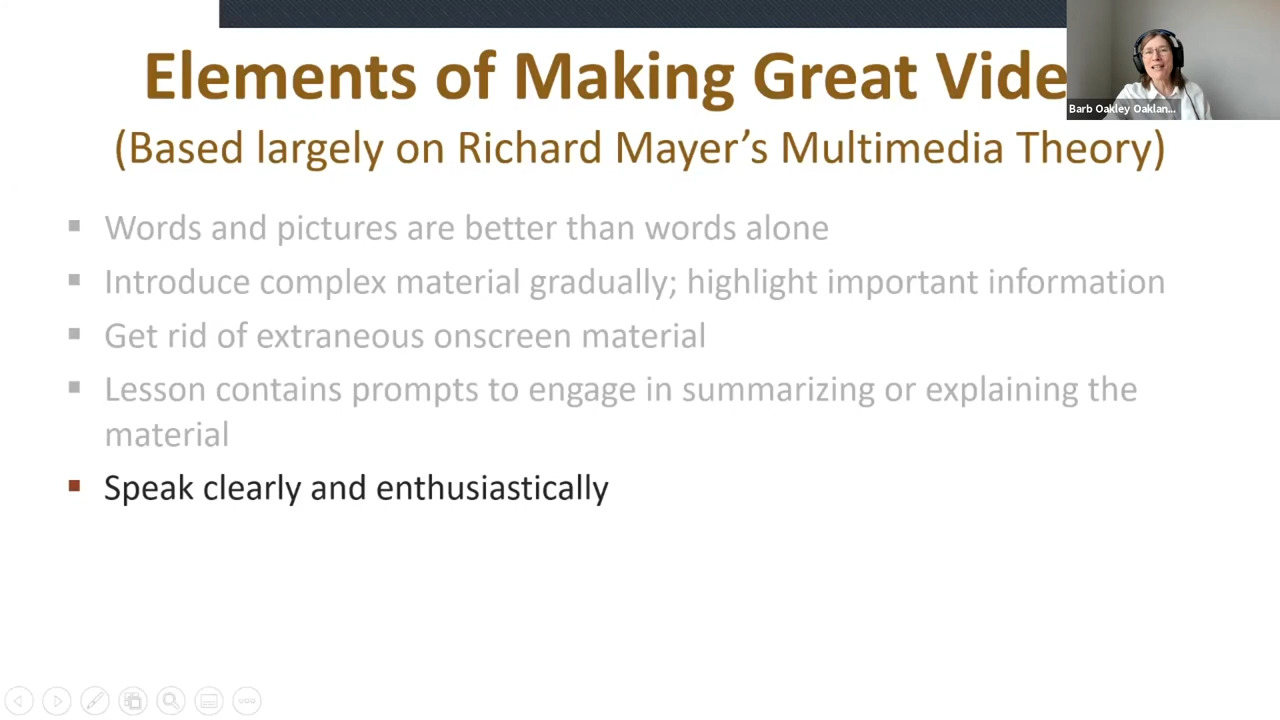 Elements of Making Great Vide
(Based largely on Richard Mayer's Multimedia Theory)
Barb Oakley Oaklan...
▪ Words and pictures are better than words alone
▪ Introduce complex material gradually; highlight important information
▪ Get rid of extraneous onscreen material
▪ Lesson contains prompts to engage in summarizing or explaining the
material
▪ Speak clearly and enthusiastically